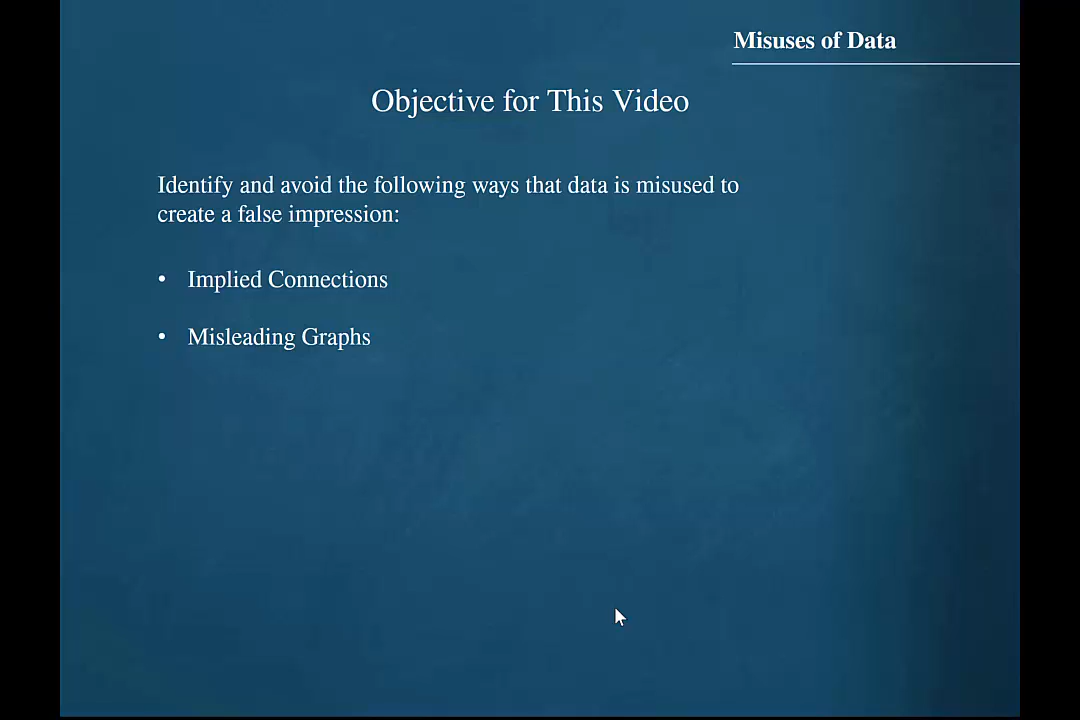 Misuses of Data
Objective for This Video
Identify and avoid the following ways that data is misused to
create a false impression:
• Implied Connections
• Misleading Graphs